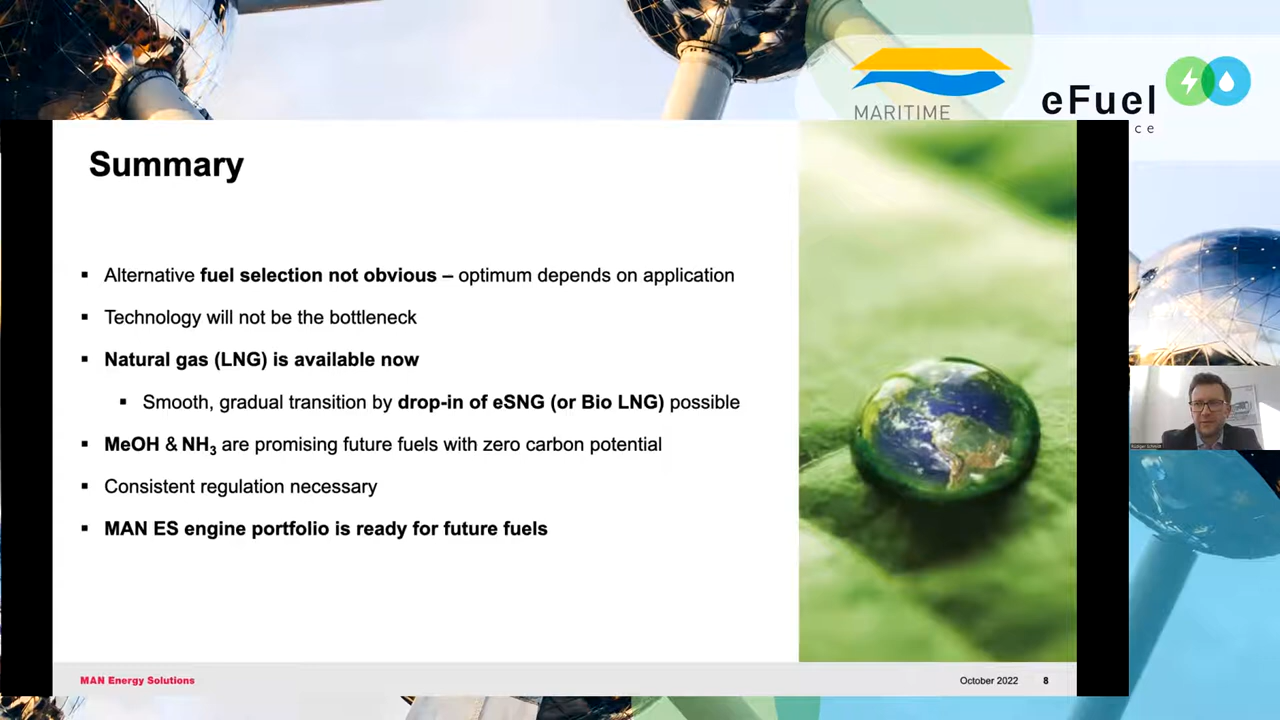 MARITIME
eFuel
ce
Summary
▪ Alternative fuel selection not obvious – optimum depends on application
▪ Technology will not be the bottleneck
▪ Natural gas (LNG) is available now
▪ Smooth, gradual transition by drop-in of eSNG (or Bio LNG) possible
▪ MeOH & NH₃ are promising future fuels with zero carbon potential
▪ Consistent regulation necessary
▪ MAN ES engine portfolio is ready for future fuels
MAN Energy Solutions
October 2022 8